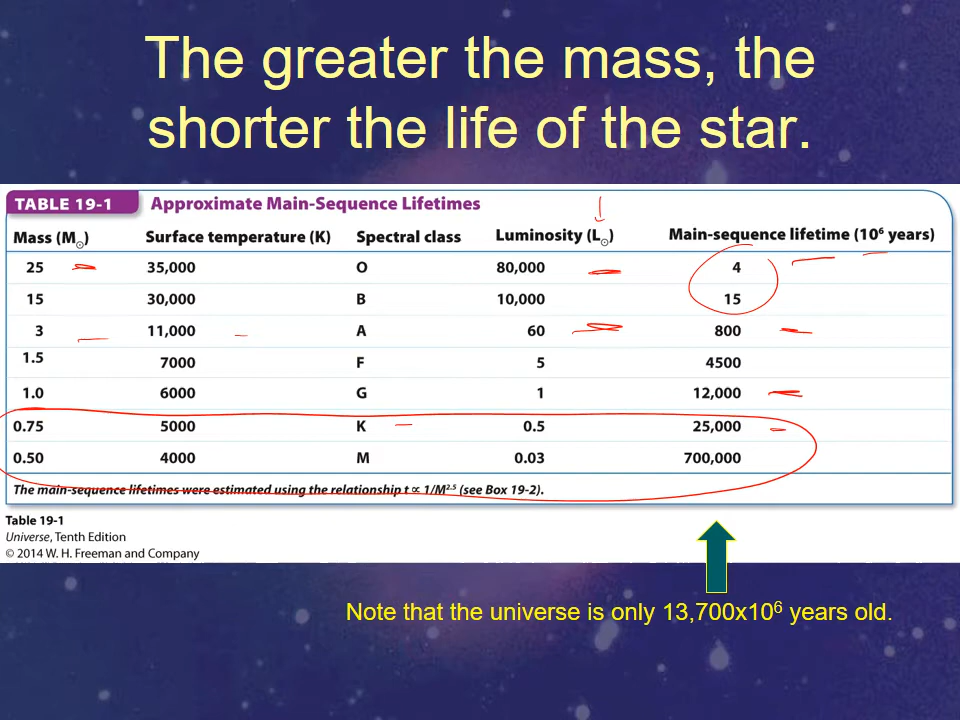 The greater the mass, the
shorter the life of the star.
TABLE 19-1 Approximate Main-Sequence Lifetimes
Mass (M☉) Surface temperature (K) Spectral class Luminosity (L☉) Main-sequence lifetime (10⁶ years)
25 35,000 O 80,000 4
15 30,000 B 10,000 15
3 11,000 A 60 800
1.5 7000 F 5 4500
1.0 6000 G 1 12,000
0.75 5000 K 0.5 25,000
0.50 4000 M 0.03 700,000
The main-sequence lifetimes were estimated using the relationship t ∝ 1/M²·⁵ (see Box 19-2).
Table 19-1
Universe, Tenth Edition
© 2014 W. H. Freeman and Company
Note that the universe is only 13,700x10⁶ years old.